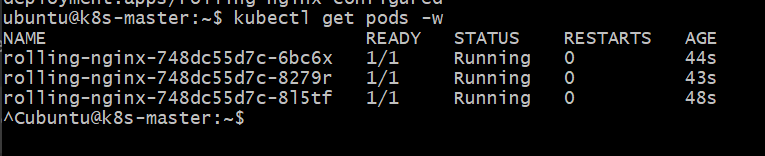 deployment.apps/rolling-nginx configured
ubuntu@k8s-master:~$ kubectl get pods -w
NAME READY STATUS RESTARTS AGE
rolling-nginx-748dc55d7c-6bc6x 1/1 Running 0 44s
rolling-nginx-748dc55d7c-8279r 1/1 Running 0 43s
rolling-nginx-748dc55d7c-8l5tf 1/1 Running 0 48s
^Cubuntu@k8s-master:~$